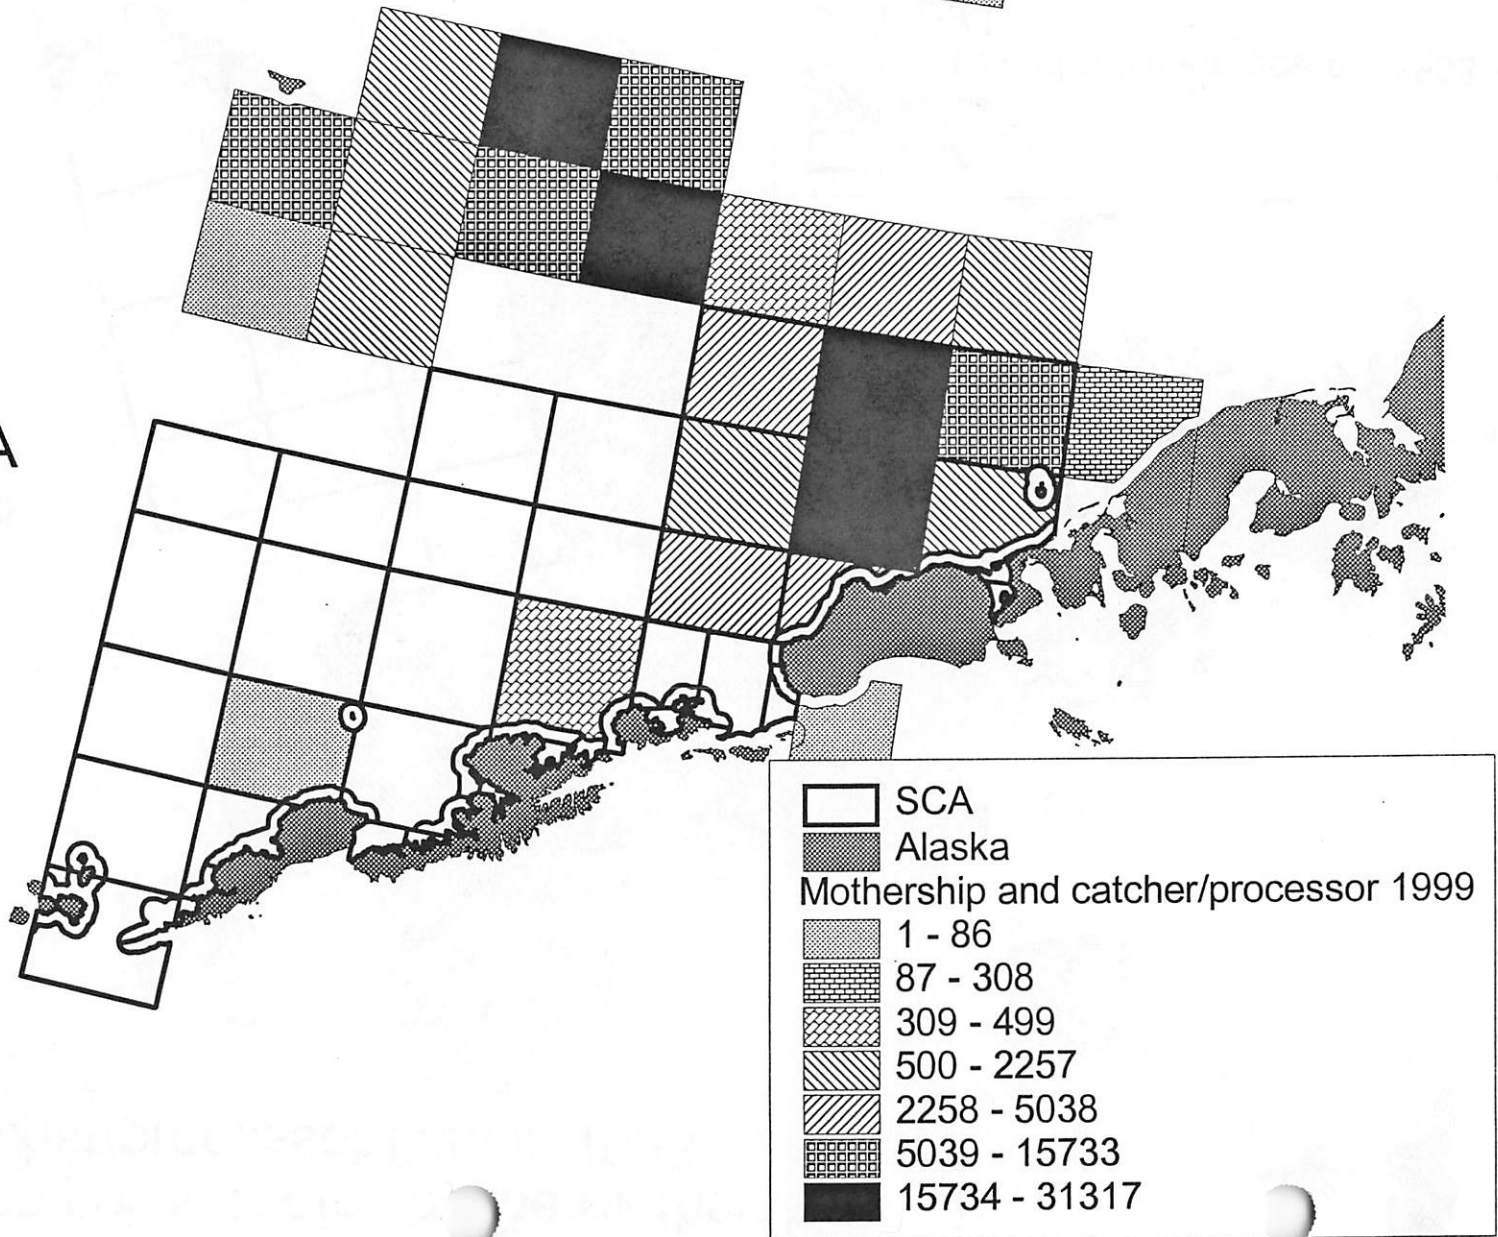 A
SCA
Alaska
Mothership and catcher/processor 1999
1 - 86
87 - 308
309 - 499
500 - 2257
2258 - 5038
5039 - 15733
15734 - 31317